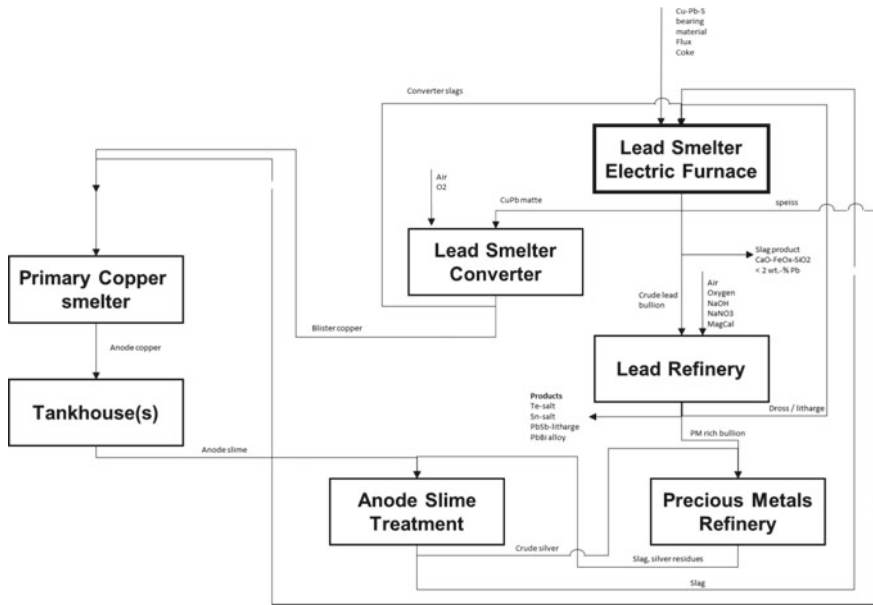 Cu-Pb-S
bearing
material
Flux
Coke
Converter slags
Lead Smelter
Electric Furnace
Air
O2
CuPb matte
speiss
Lead Smelter
Converter
Slag product
CaO-FeOx-SiO2
< 2 wt.-% Pb
Primary Copper
smelter
Air
Oxygen
NaOH
NaNO3
MagCal
Crude lead
bullion
Blister copper
Anode copper
Lead Refinery
Tankhouse(s)
Products
Te-salt
Sn-salt
PbSb-litharge
PbBi alloy
Dross / litharge
PM rich bullion
Anode slime
Anode Slime
Treatment
Precious Metals
Refinery
Crude silver
Slag, silver residues
Slag